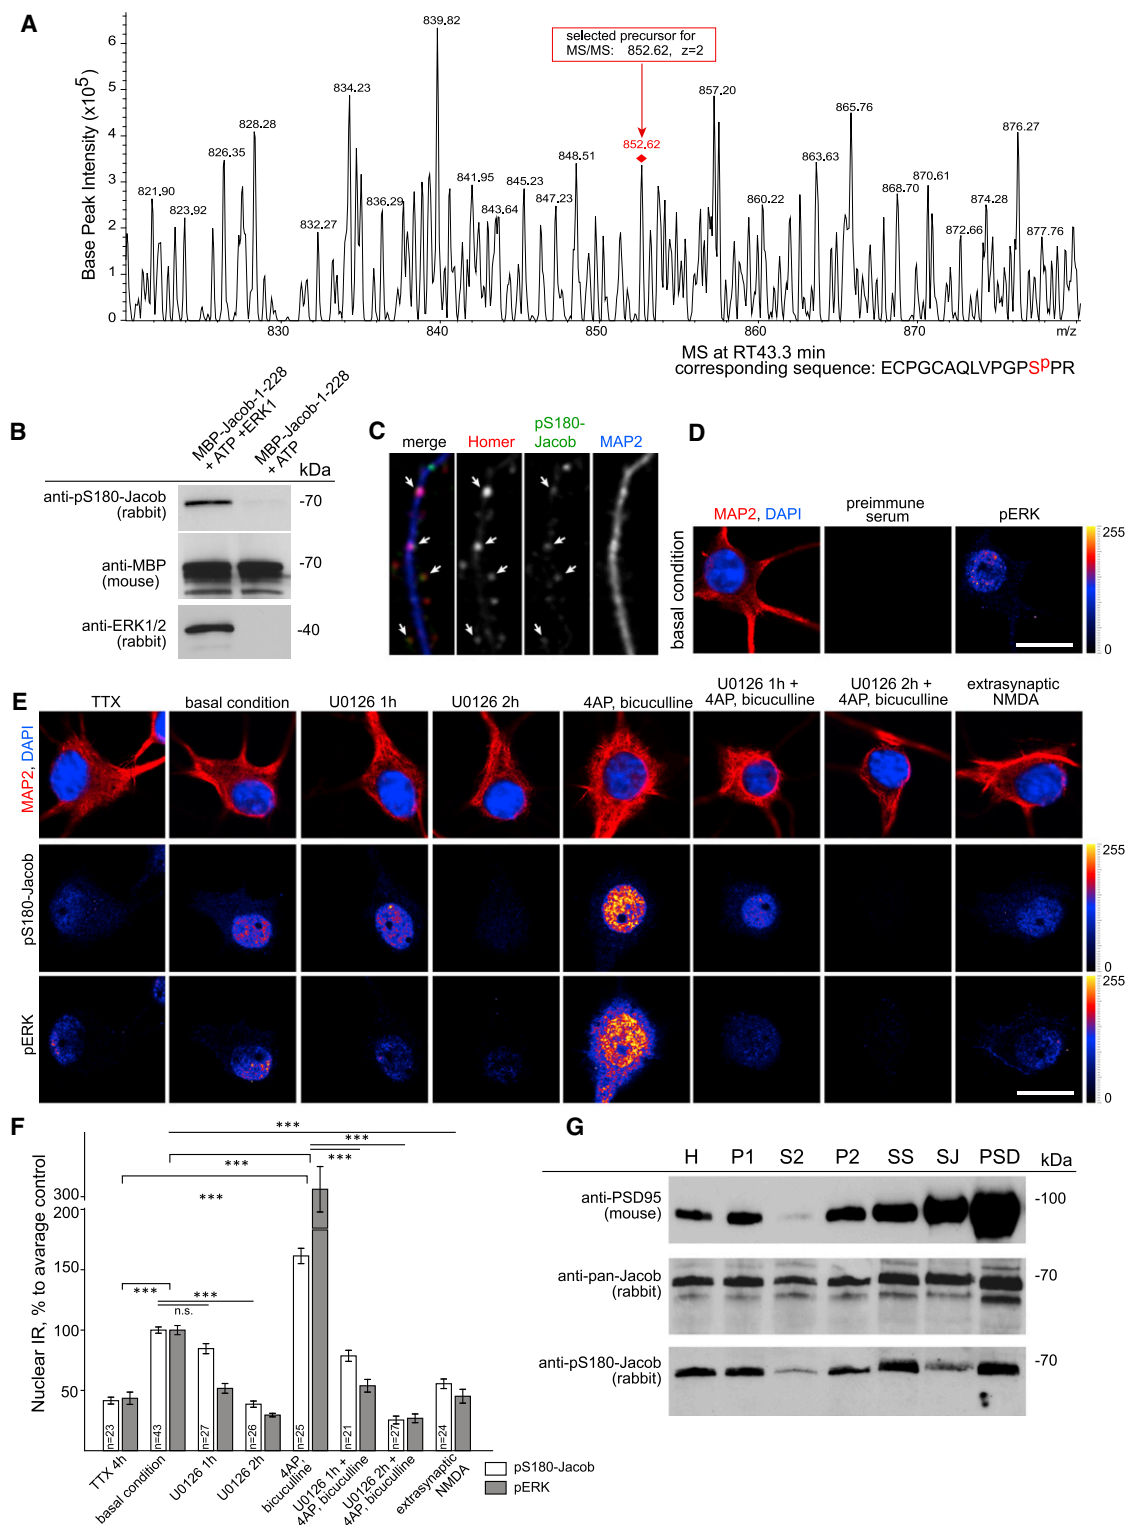 A
Base Peak Intensity (x10⁵)
6
5
4
3
2
1
0
821.90
823.92
826.35
828.28
832.27
834.23
836.29
839.82
841.95
843.64
845.23
847.23
848.51
852.62
857.20
860.22
863.63
865.76
868.70
870.61
872.66
874.28
876.27
877.76
selected precursor for
MS/MS: 852.62, z=2
830
840
850
860
870
m/z
MS at RT43.3 min
corresponding sequence: ECPGCAQLVPGPSᵖPR
B
MBP-Jacob-1-228
+ ATP +ERK1
MBP-Jacob-1-228
+ ATP
kDa
anti-pS180-Jacob
(rabbit)
-70
anti-MBP
(mouse)
-70
anti-ERK1/2
(rabbit)
-40
C
merge
Homer
pS180-
Jacob
MAP2
D
MAP2, DAPI
preimmune
serum
pERK
basal condition
255
0
E
TTX
basal condition
U0126 1h
U0126 2h
4AP, bicuculline
U0126 1h +
4AP, bicuculline
U0126 2h +
4AP, bicuculline
extrasynaptic
NMDA
MAP2, DAPI
pS180-Jacob
255
0
pERK
255
0
F
Nuclear IR, % to avarage control
300
200
150
100
50
***
***
***
***
***
***
***
***
n.s.
n=23
n=43
n=27
n=26
n=25
n=21
n=27
n=24
TTX 4h
basal condition
U0126 1h
U0126 2h
4AP,
bicuculline
U0126 1h +
4AP, bicuculline
U0126 2h +
4AP, bicuculline
extrasynaptic
NMDA
pS180-Jacob
pERK
G
H P1 S2 P2 SS SJ PSD kDa
anti-PSD95
(mouse)
-100
anti-pan-Jacob
(rabbit)
-70
anti-pS180-Jacob
(rabbit)
-70